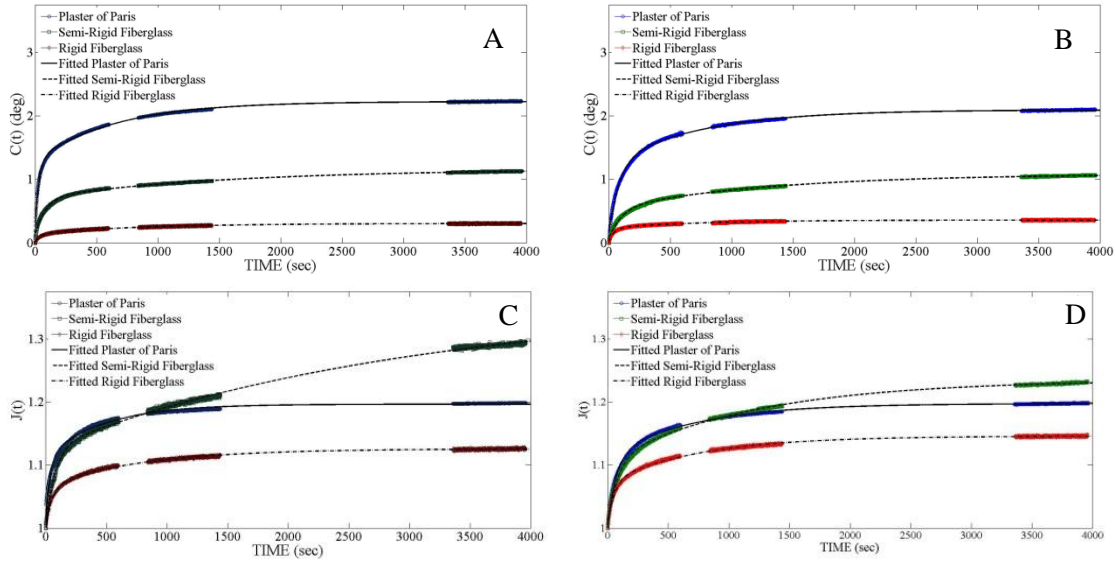 A
Plaster of Paris
Semi-Rigid Fiberglass
Rigid Fiberglass
Fitted Plaster of Paris
Fitted Semi-Rigid Fiberglass
Fitted Rigid Fiberglass
C(t) (deg)
3
2
1
0
0 500 1000 1500 2000 2500 3000 3500 4000
TIME (sec)
B
Plaster of Paris
Semi-Rigid Fiberglass
Rigid Fiberglass
Fitted Plaster of Paris
Fitted Semi-Rigid Fiberglass
Fitted Rigid Fiberglass
C(t) (deg)
3
2
1
0
0 500 1000 1500 2000 2500 3000 3500 4000
TIME (sec)
C
Plaster of Paris
Semi-Rigid Fiberglass
Rigid Fiberglass
Fitted Plaster of Paris
Fitted Semi-Rigid Fiberglass
Fitted Rigid Fiberglass
J(t)
1.3
1.2
1.1
1
0 500 1000 1500 2000 2500 3000 3500 4000
TIME (sec)
D
Plaster of Paris
Semi-Rigid Fiberglass
Rigid Fiberglass
Fitted Plaster of Paris
Fitted Semi-Rigid Fiberglass
Fitted Rigid Fiberglass
J(t)
1.3
1.2
1.1
1
0 500 1000 1500 2000 2500 3000 3500 4000
TIME (sec)